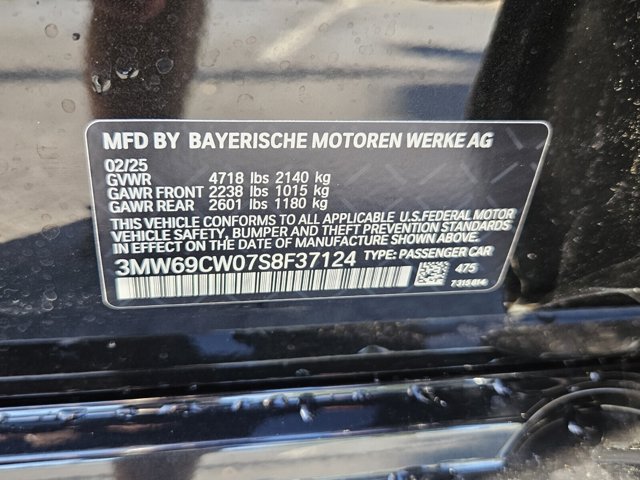 MFD BY BAYERISCHE MOTOREN WERKE AG
02/25
GVWR 4718 lbs 2140 kg
GAWR FRONT 2238 lbs 1015 kg
GAWR REAR 2601 lbs 1180 kg
THIS VEHICLE CONFORMS TO ALL APPLICABLE U.S.FEDERAL MOTOR
VEHICLE SAFETY, BUMPER AND THEFT PREVENTION STANDARDS
IN EFFECT ON THE DATE OF MANUFACTURE SHOWN ABOVE.
3MW69CW07S8F37124 TYPE: PASSENGER CAR
475
7315814